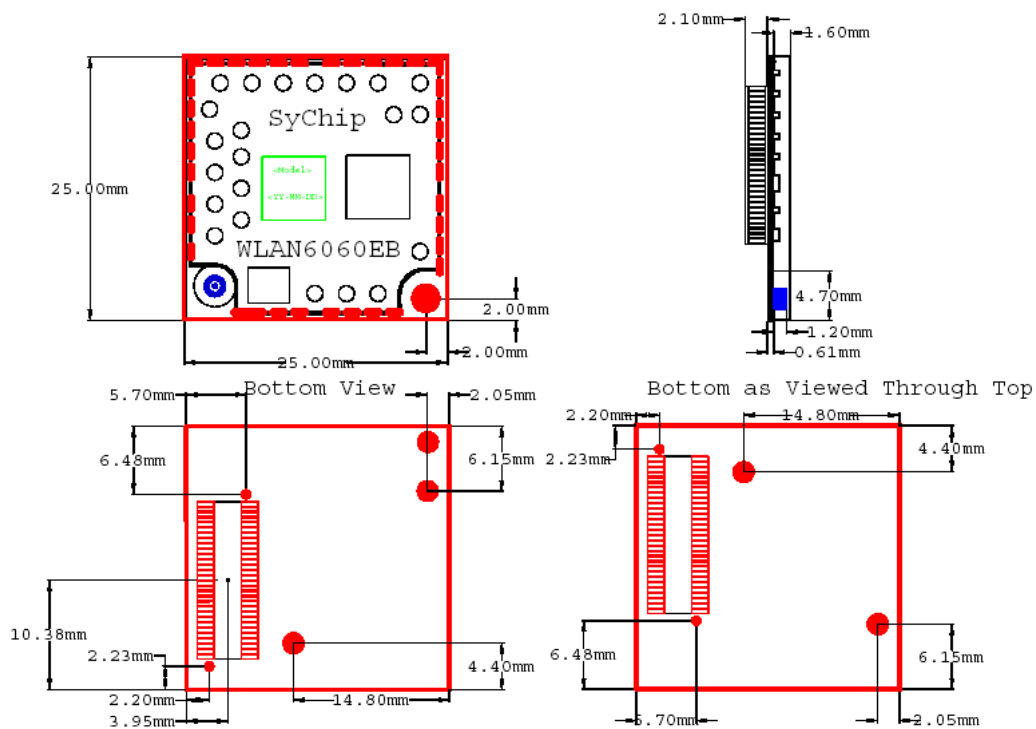 2.10mm
1.60mm
SyChip
<Model>
25.00mm
<YY-MM-DD>
WLAN6060EB
4.70mm
2.00mm
1.20mm
2.00mm
0.61mm
25.00mm
Bottom View
Bottom as Viewed Through Top
5.70mm
2.05mm
2.20mm
14.80mm
4.40mm
6.48mm
6.15mm
2.23mm
10.38mm
2.23mm
4.40mm
6.48mm
6.15mm
2.20mm
14.80mm
3.95mm
5.70mm
2.05mm